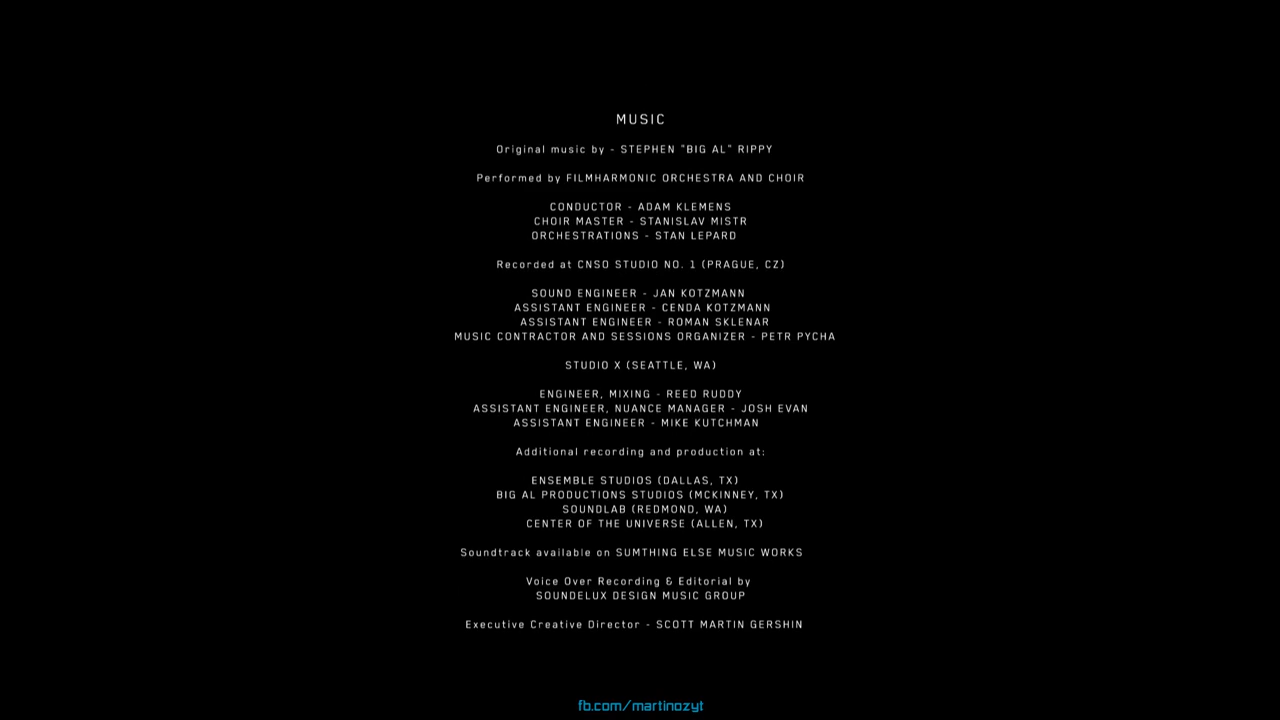 MUSIC
Original music by - STEPHEN "BIG AL" RIPPY
Performed by FILMHARMONIC ORCHESTRA AND CHOIR
CONDUCTOR - ADAM KLEMENS
CHOIR MASTER - STANISLAV MISTR
ORCHESTRATIONS - STAN LEPARD
Recorded at CNSO STUDIO NO. 1 (PRAGUE, CZ)
SOUND ENGINEER - JAN KOTZMANN
ASSISTANT ENGINEER - CENDA KOTZMANN
ASSISTANT ENGINEER - ROMAN SKLENAR
MUSIC CONTRACTOR AND SESSIONS ORGANIZER - PETR PYCHA
STUDIO X (SEATTLE, WA)
ENGINEER, MIXING - REED RUDDY
ASSISTANT ENGINEER, NUANCE MANAGER - JOSH EVAN
ASSISTANT ENGINEER - MIKE KUTCHMAN
Additional recording and production at:
ENSEMBLE STUDIOS (DALLAS, TX)
BIG AL PRODUCTIONS STUDIOS (MCKINNEY, TX)
SOUNDLAB (REDMOND, WA)
CENTER OF THE UNIVERSE (ALLEN, TX)
Soundtrack available on SUMTHING ELSE MUSIC WORKS
Voice Over Recording & Editorial by
SOUNDELUX DESIGN MUSIC GROUP
Executive Creative Director - SCOTT MARTIN GERSHIN
fb.com/martinozyt